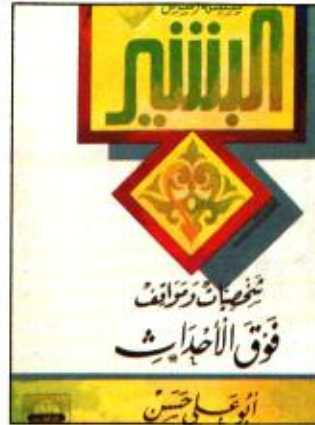 البشير
شخصيات ومواقف
فوق الأحداث
أبو علي حسن